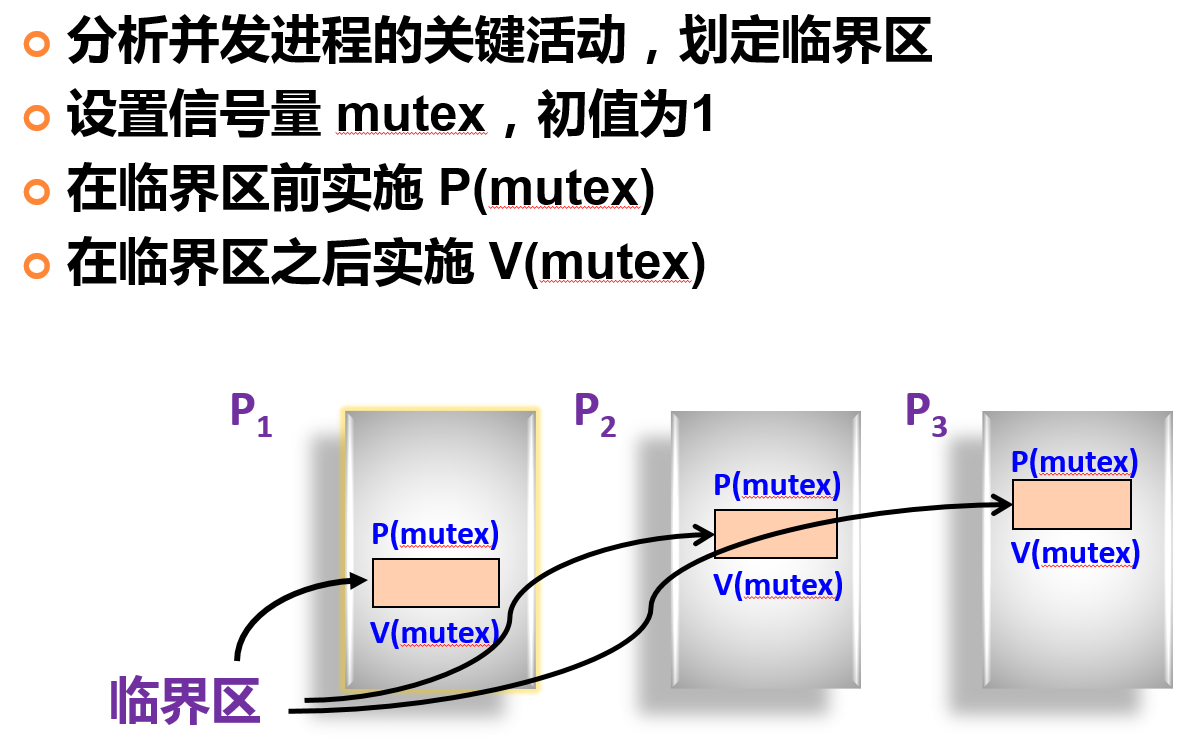 分析并发进程的关键活动，划定临界区
设置信号量 mutex，初值为1
在临界区前实施 P(mutex)
在临界区之后实施 V(mutex)
P1
P2
P3
P(mutex)
V(mutex)
P(mutex)
V(mutex)
P(mutex)
V(mutex)
临界区